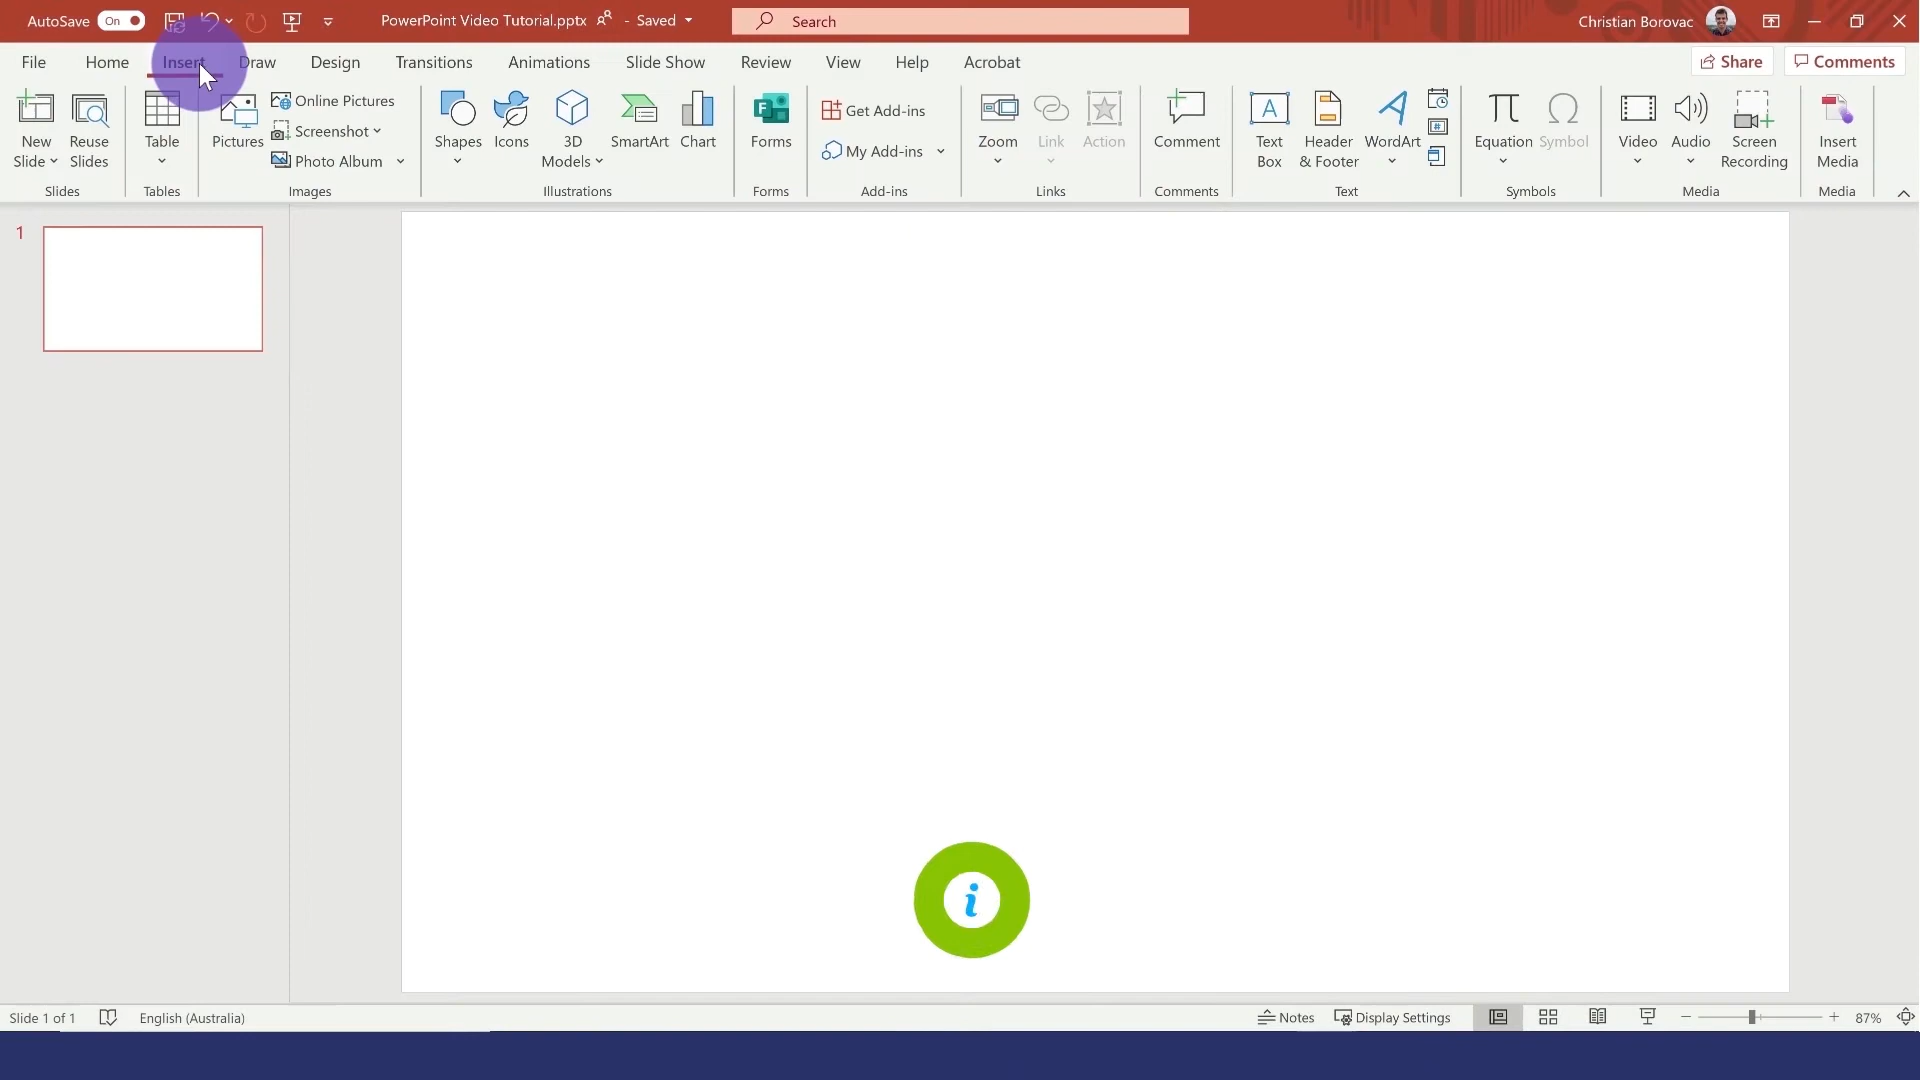 AutoSave On PowerPoint Video Tutorial.pptx - Saved Search Christian Borovac
File Home Insert Draw Design Transitions Animations Slide Show Review View Help Acrobat Share Comments
New Slide
Reuse Slides
Slides
Table
Tables
Pictures
Online Pictures
Screenshot
Photo Album
Images
Shapes
Icons
3D Models
SmartArt
Chart
Illustrations
Forms
Forms
Get Add-ins
My Add-ins
Add-ins
Zoom
Link
Action
Links
Comment
Comments
Text Box
Header & Footer
WordArt
Text
Equation
Symbol
Symbols
Video
Audio
Screen Recording
Media
Insert Media
Media
1
i
Slide 1 of 1 English (Australia) Notes Display Settings 87%